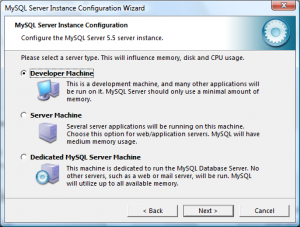 MySQL Server Instance Configuration Wizard
MySQL Server Instance Configuration
Configure the MySQL Server 5.5 server instance.
Please select a server type. This will influence memory, disk and CPU usage.
Developer Machine
This is a development machine, and many other applications
will be run on it. MySQL Server should only use a minimal amount of
memory.
Server Machine
Several server applications will be running on this machine.
Choose this option for web/application servers. MySQL will have
medium memory usage.
Dedicated MySQL Server Machine
This machine is dedicated to run the MySQL Database Server. No
other servers, such as a web or mail server, will be run. MySQL
will utilize up to all available memory.
< Back
Next >
Cancel